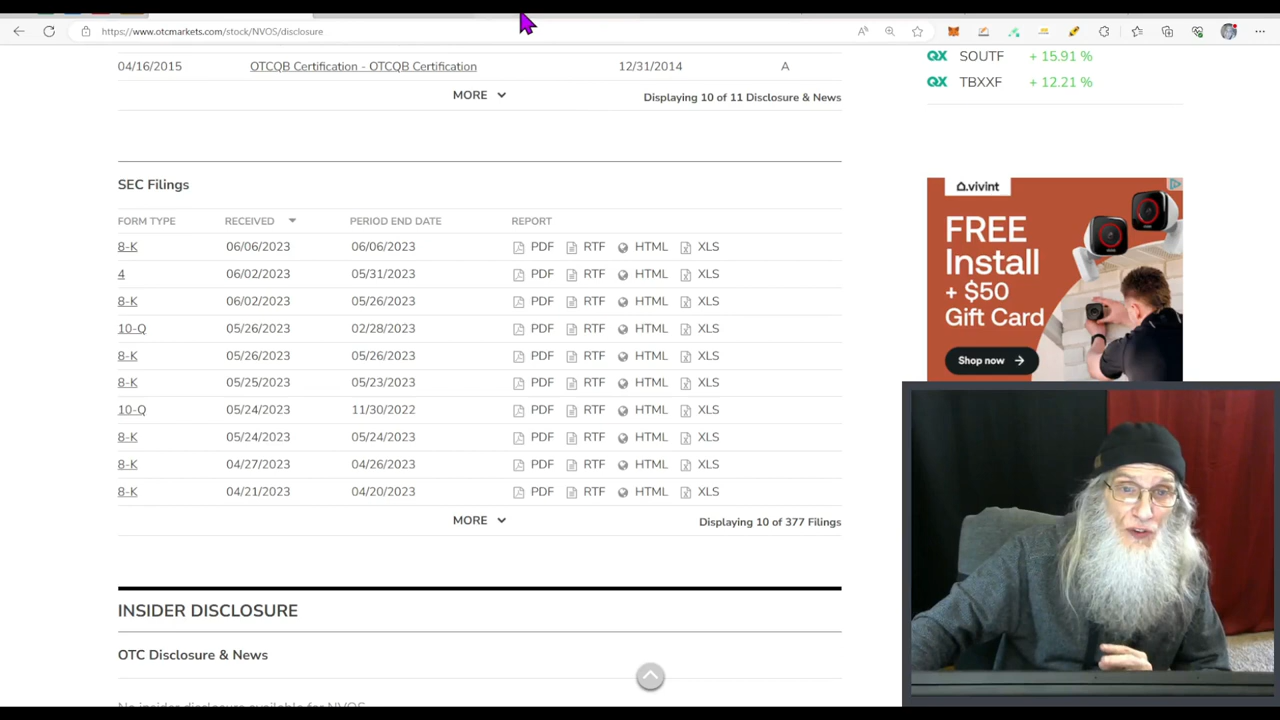 https://www.otcmarkets.com/stock/NVOS/disclosure
04/16/2015 OTCQB Certification - OTCQB Certification 12/31/2014 A
MORE Displaying 10 of 11 Disclosure & News
SEC Filings
FORM TYPE RECEIVED PERIOD END DATE REPORT
8-K 06/06/2023 06/06/2023 PDF RTF HTML XLS
4 06/02/2023 05/31/2023 PDF RTF HTML XLS
8-K 06/02/2023 05/26/2023 PDF RTF HTML XLS
10-Q 05/26/2023 02/28/2023 PDF RTF HTML XLS
8-K 05/26/2023 05/26/2023 PDF RTF HTML XLS
8-K 05/25/2023 05/23/2023 PDF RTF HTML XLS
10-Q 05/24/2023 11/30/2022 PDF RTF HTML XLS
8-K 05/24/2023 05/24/2023 PDF RTF HTML XLS
8-K 04/27/2023 04/26/2023 PDF RTF HTML XLS
8-K 04/21/2023 04/20/2023 PDF RTF HTML XLS
MORE Displaying 10 of 377 Filings
INSIDER DISCLOSURE
OTC Disclosure & News
No insider disclosure available for NVOS
QX SOUTF + 15.91 %
QX TBXXF + 12.21 %
vivint
FREE
Install
+ $50
Gift Card
Shop now